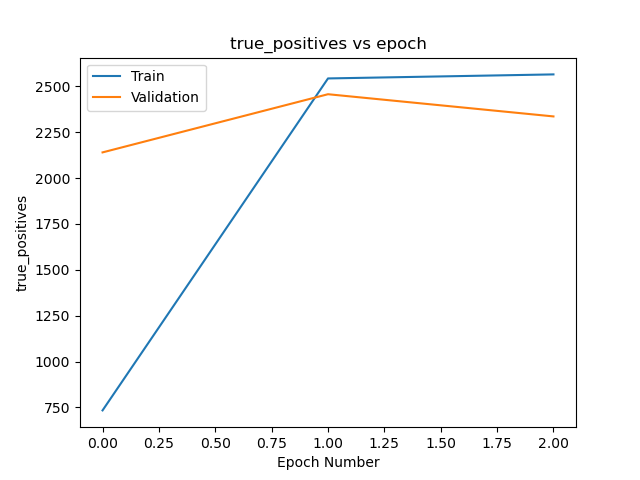 true_positives vs epoch
Train
Validation
2500
2250
2000
1750
1500
1250
1000
750
true_positives
0.00 0.25 0.50 0.75 1.00 1.25 1.50 1.75 2.00
Epoch Number